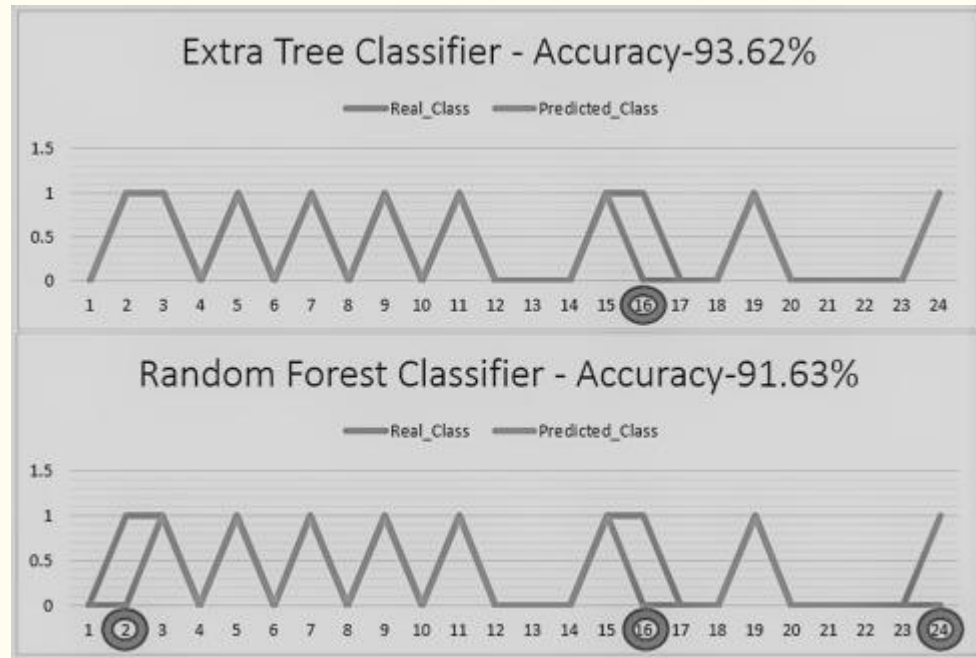 Extra Tree Classifier - Accuracy-93.62%
Real_Class Predicted_Class
1.5
1
0.5
0
1 2 3 4 5 6 7 8 9 10 11 12 13 14 15 16 17 18 19 20 21 22 23 24
Random Forest Classifier - Accuracy-91.63%
Real_Class Predicted_Class
1.5
1
0.5
0
1 2 3 4 5 6 7 8 9 10 11 12 13 14 15 16 17 18 19 20 21 22 23 24